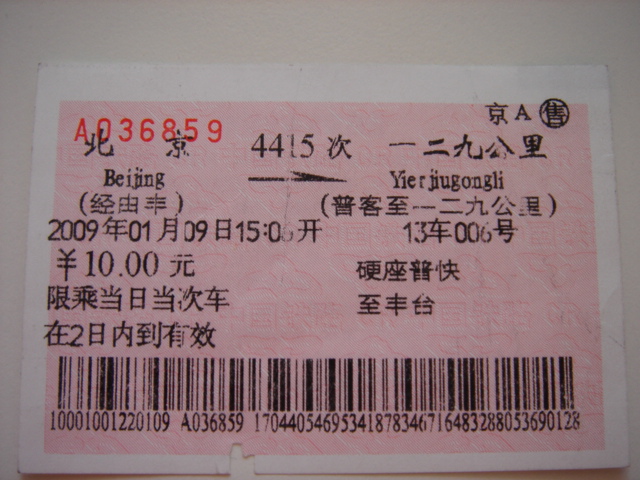 京A 售
A036859
北 京 4415次 一二九公里
Beijing Yierjiugongli
(经由丰) (普客至一二九公里)
2009年01月09日15:06开 13车006号
¥10.00元 硬座普快
限乘当日当次车 至丰台
在2日内到有效
10001001220109 A036859 17044054695341878346716483288053690128